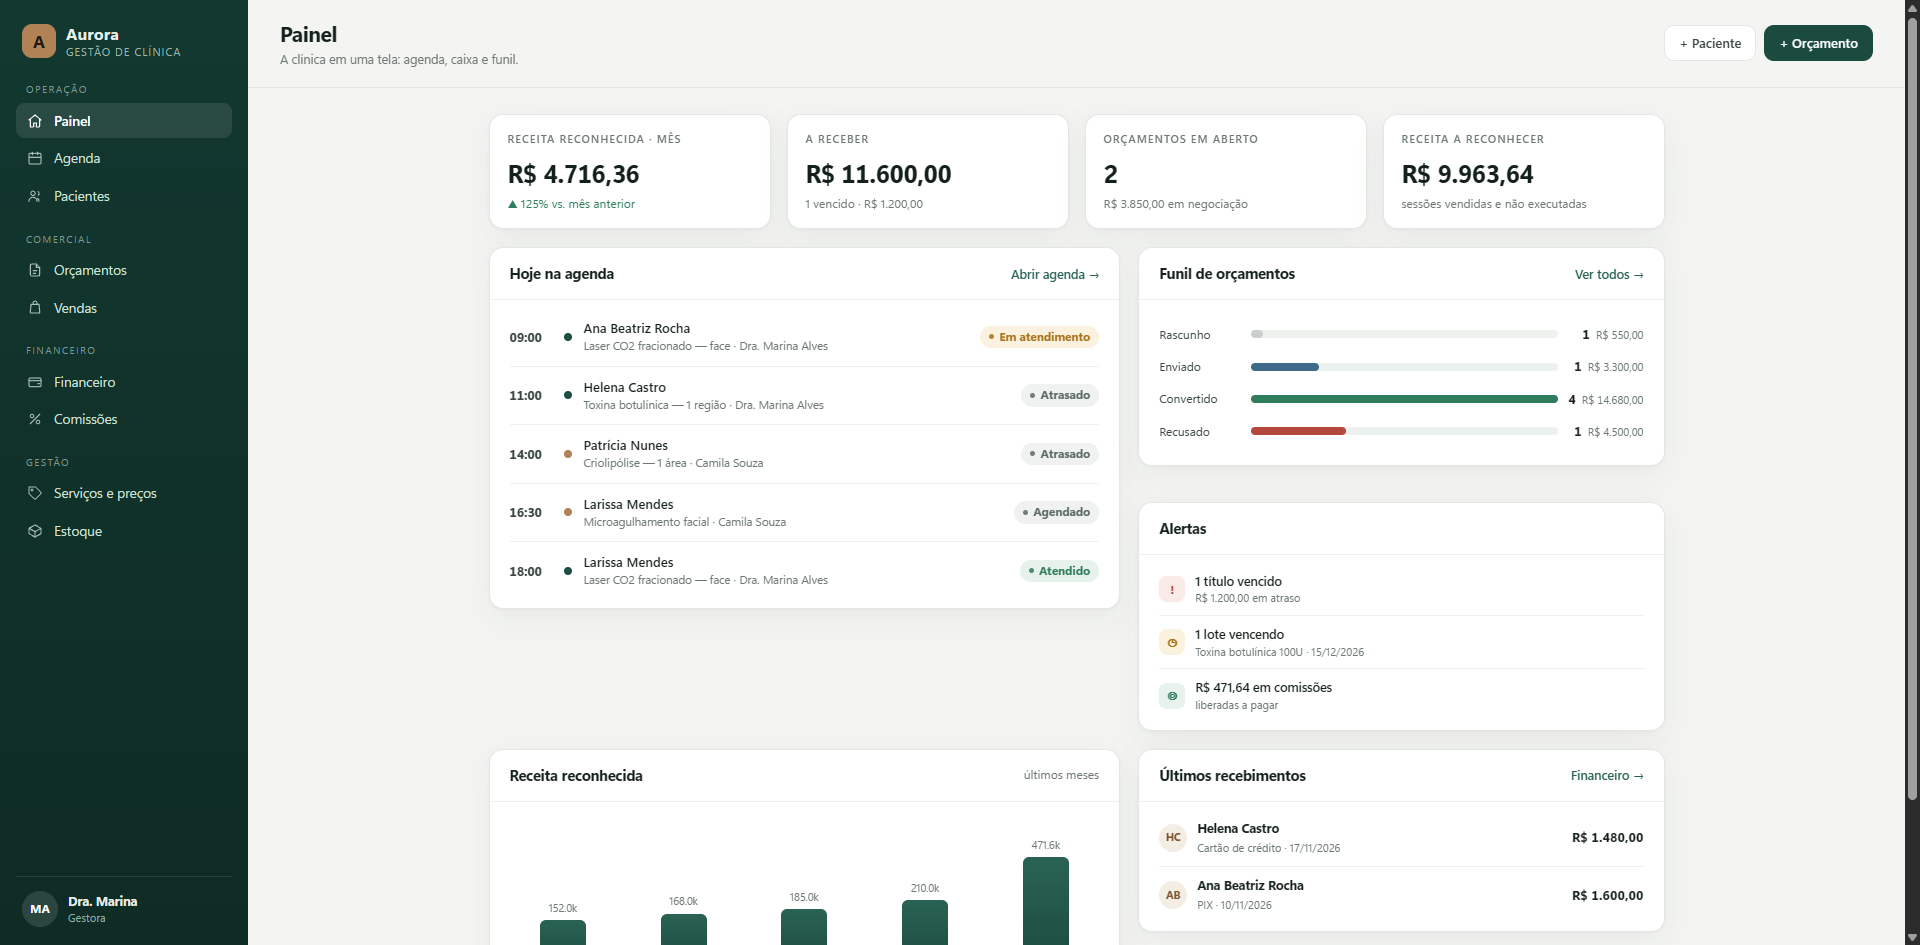 A
Aurora
GESTÃO DE CLÍNICA
OPERAÇÃO
Painel
Agenda
Pacientes
COMERCIAL
Orçamentos
Vendas
FINANCEIRO
Financeiro
Comissões
GESTÃO
Serviços e preços
Estoque
MA
Dra. Marina
Gestora
Painel
A clínica em uma tela: agenda, caixa e funil.
+ Paciente
+ Orçamento
RECEITA RECONHECIDA · MÊS
R$ 4.716,36
▲ 125% vs. mês anterior
A RECEBER
R$ 11.600,00
1 vencido · R$ 1.200,00
ORÇAMENTOS EM ABERTO
2
R$ 3.850,00 em negociação
RECEITA A RECONHECER
R$ 9.963,64
sessões vendidas e não executadas
Hoje na agenda
Abrir agenda →
09:00
Ana Beatriz Rocha
Laser CO2 fracionado — face · Dra. Marina Alves
Em atendimento
11:00
Helena Castro
Toxina botulínica — 1 região · Dra. Marina Alves
Atrasado
14:00
Patrícia Nunes
Criolipólise — 1 área · Camila Souza
Atrasado
16:30
Larissa Mendes
Microagulhamento facial · Camila Souza
Agendado
18:00
Larissa Mendes
Laser CO2 fracionado — face · Dra. Marina Alves
Atendido
Funil de orçamentos
Ver todos →
Rascunho 1 R$ 550,00
Enviado 1 R$ 3.300,00
Convertido 4 R$ 14.680,00
Recusado 1 R$ 4.500,00
Alertas
!
1 título vencido
R$ 1.200,00 em atraso
1 lote vencendo
Toxina botulínica 100U · 15/12/2026
R$ 471,64 em comissões
liberadas a pagar
Receita reconhecida
últimos meses
152.0k
168.0k
185.0k
210.0k
471.6k
Últimos recebimentos
Financeiro →
HC
Helena Castro
Cartão de crédito · 17/11/2026
R$ 1.480,00
AB
Ana Beatriz Rocha
PIX · 10/11/2026
R$ 1.600,00